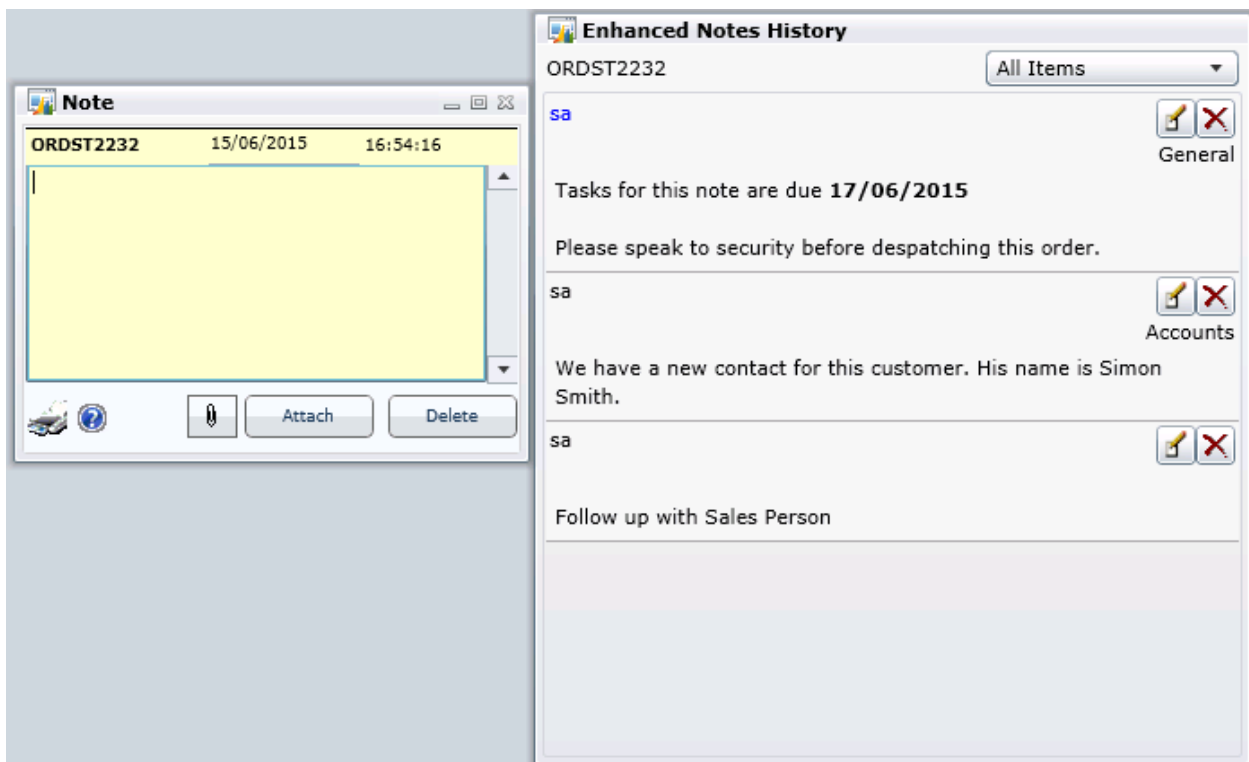 Note
ORDST2232 15/06/2015 16:54:16
Attach Delete
Enhanced Notes History
ORDST2232 All Items
sa
General
Tasks for this note are due 17/06/2015
Please speak to security before despatching this order.
sa
Accounts
We have a new contact for this customer. His name is Simon
Smith.
sa
Follow up with Sales Person